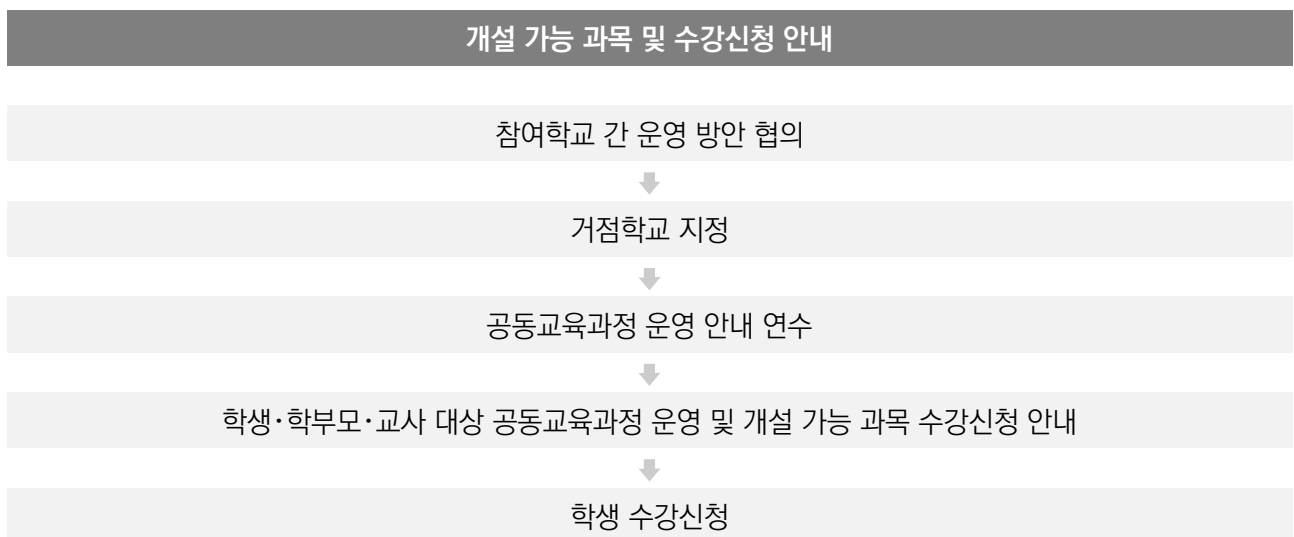 개설 가능 과목 및 수강신청 안내
참여학교 간 운영 방안 협의
거점학교 지정
공동교육과정 운영 안내 연수
학생·학부모·교사 대상 공동교육과정 운영 및 개설 가능 과목 수강신청 안내
학생 수강신청